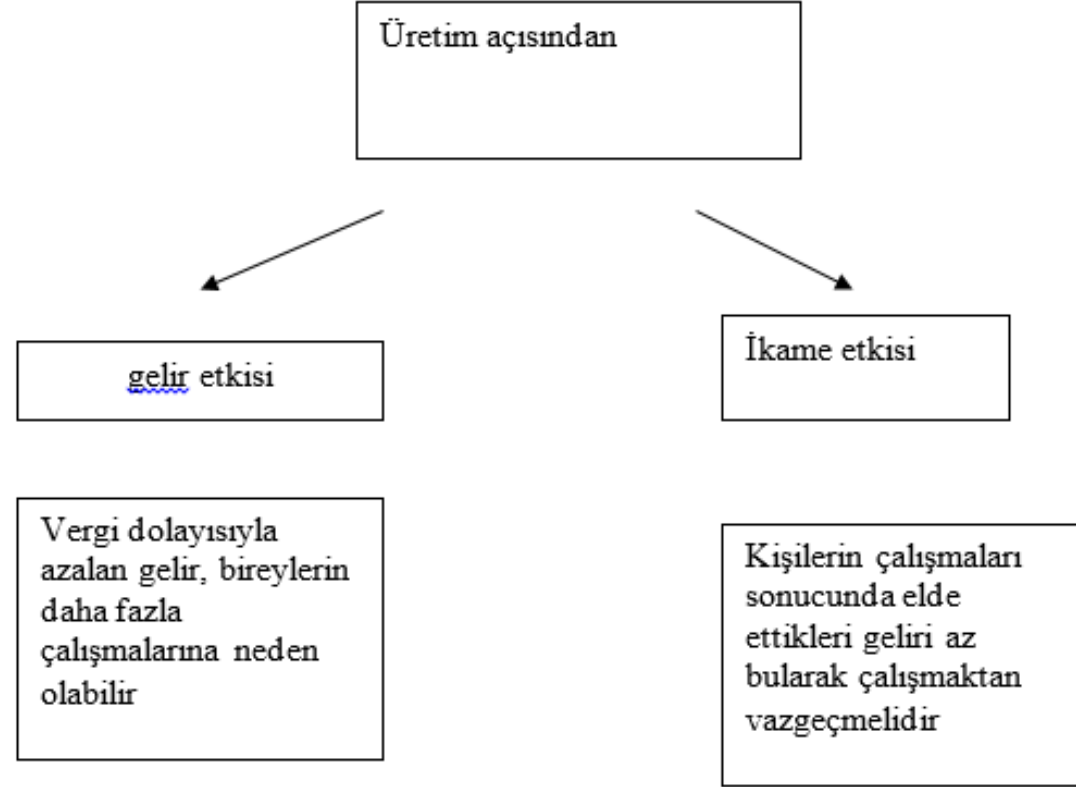 Üretim açısından
gelir etkisi
İkame etkisi
Vergi dolayısıyla
azalan gelir, bireylerin
daha fazla
çalışmalarına neden
olabilir
Kişilerin çalışmaları
sonucunda elde
ettikleri geliri az
bularak çalışmaktan
vazgeçmelidir